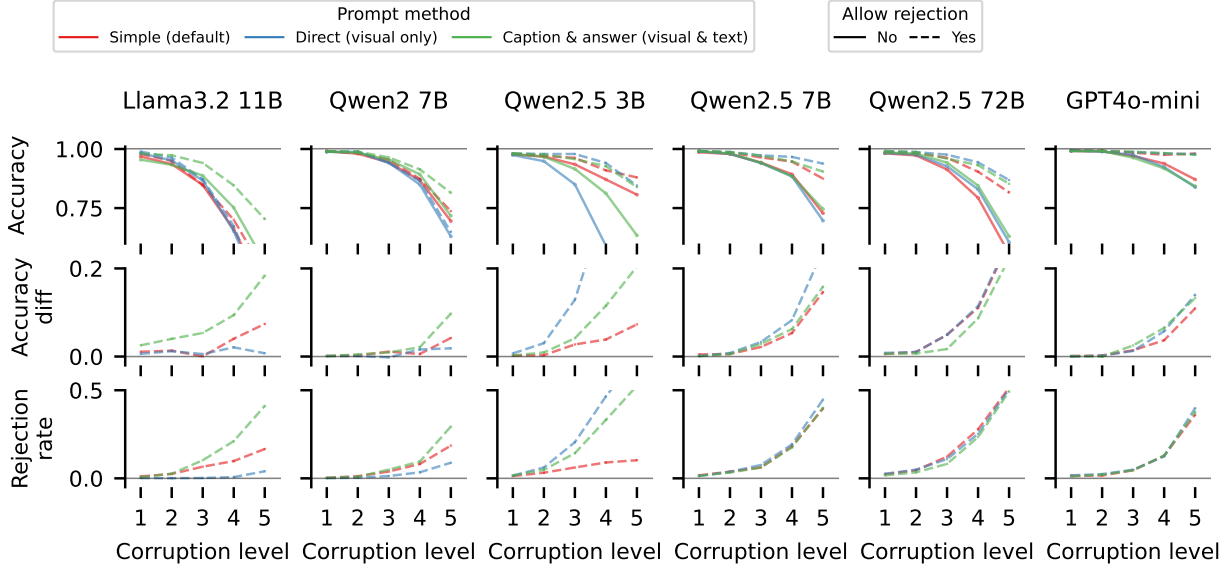 Prompt method
Simple (default) Direct (visual only) Caption & answer (visual & text)
Allow rejection
No Yes
Llama3.2 11B Qwen2 7B Qwen2.5 3B Qwen2.5 7B Qwen2.5 72B GPT4o-mini
Accuracy
1.00
0.75
Accuracy
diff
0.2
0.0
Rejection
rate
0.5
0.0
1 2 3 4 5 1 2 3 4 5 1 2 3 4 5 1 2 3 4 5 1 2 3 4 5 1 2 3 4 5
Corruption level Corruption level Corruption level Corruption level Corruption level Corruption level